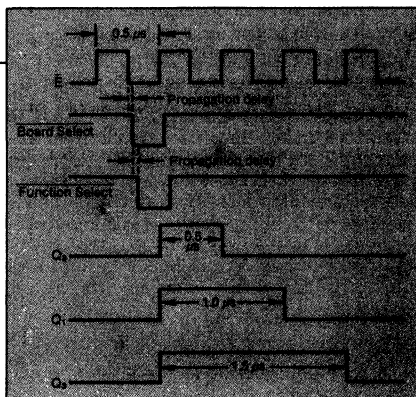 0.5 µs
E
Propagation delay
Board Select
Propagation delay
Function Select
0.5
Q₀ µs
Q₁ 1.0 µs
1.5 µs
Q₂